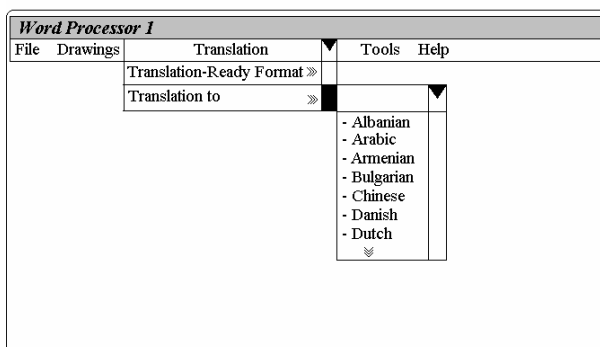 Word Processor 1
File Drawings Translation Tools Help
Translation-Ready Format »
Translation to »
- Albanian
- Arabic
- Armenian
- Bulgarian
- Chinese
- Danish
- Dutch